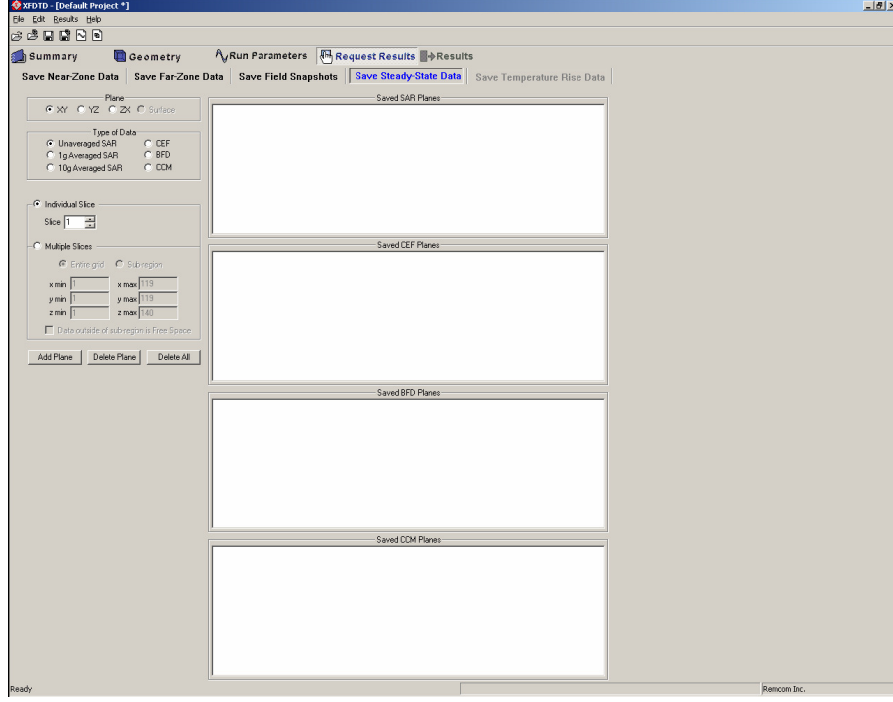 XFDTD - [Default Project *]
File Edit Results Help
Summary Geometry Run Parameters Request Results Results
Save Near-Zone Data Save Far-Zone Data Save Field Snapshots Save Steady-State Data Save Temperature Rise Data
Plane
XY YZ ZX Surface
Type of Data
Unaveraged SAR CEF
1g Averaged SAR BFD
10g Averaged SAR CCM
Individual Slice
Slice 1
Multiple Slices
Entire grid Sub-region
x min 1 x max 119
y min 1 y max 119
z min 1 z max 140
Data outside of sub-region is Free Space
Add Plane Delete Plane Delete All
Saved SAR Planes
Saved CEF Planes
Saved BFD Planes
Saved CCM Planes
Ready Remcom Inc.